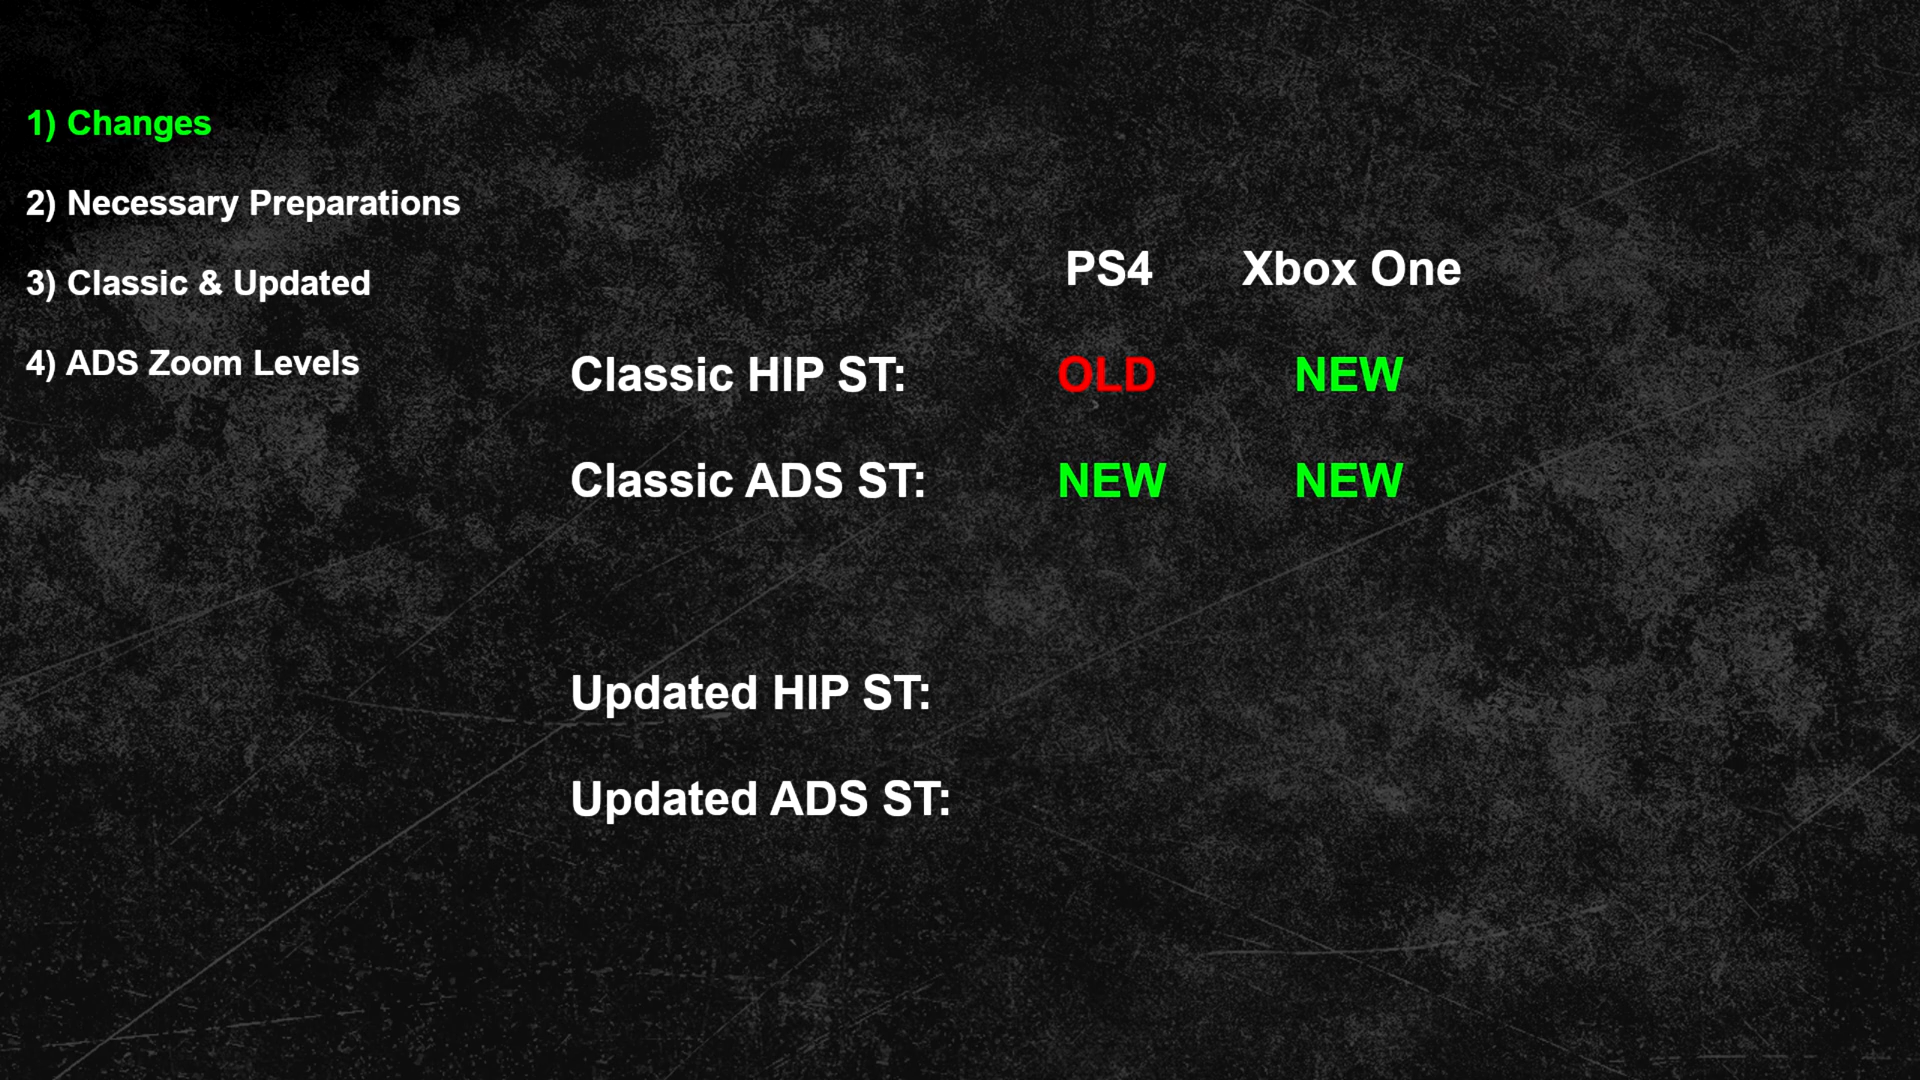 1) Changes
2) Necessary Preparations
3) Classic & Updated
4) ADS Zoom Levels
PS4 Xbox One
Classic HIP ST: OLD NEW
Classic ADS ST: NEW NEW
Updated HIP ST:
Updated ADS ST: